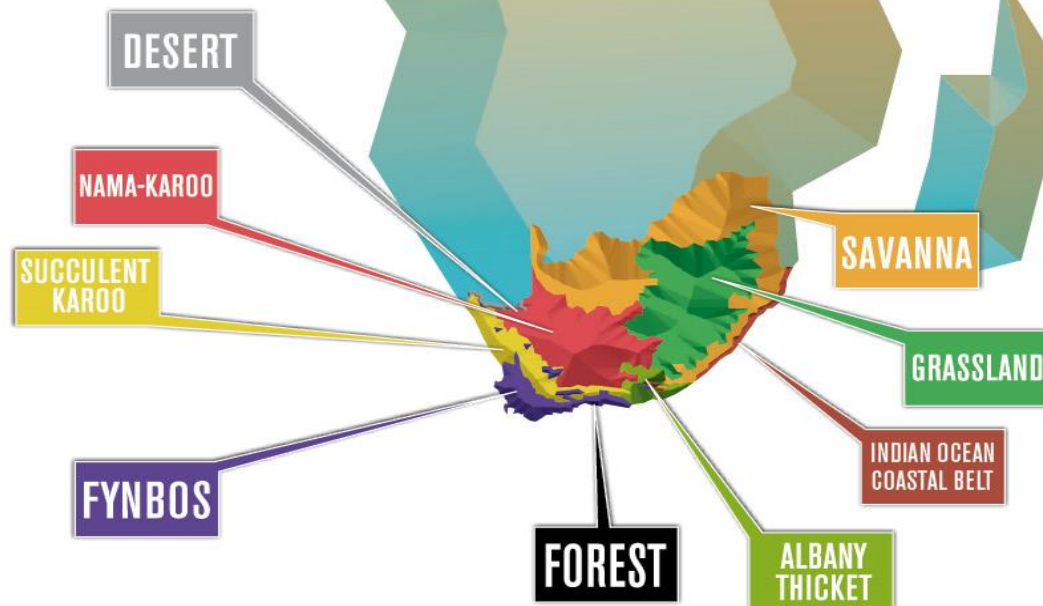 DESERT
NAMA-KAROO
SUCCULENT
KAROO
FYNBOS
FOREST
ALBANY
THICKET
INDIAN OCEAN
COASTAL BELT
GRASSLAND
SAVANNA